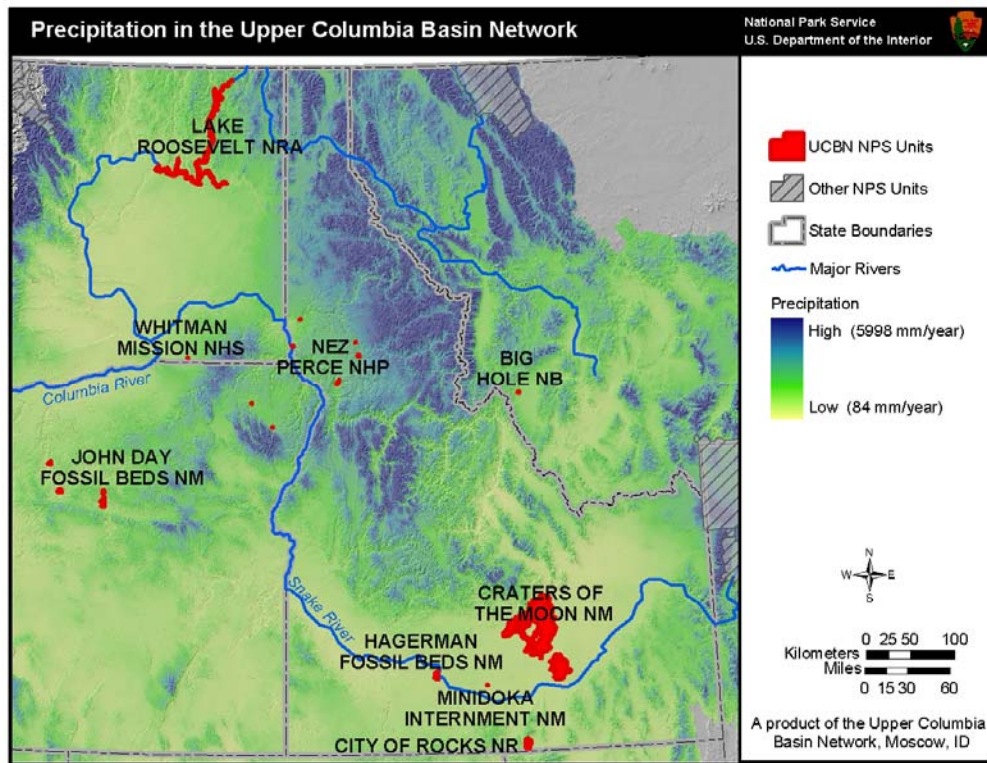 Precipitation in the Upper Columbia Basin Network
National Park Service
U.S. Department of the Interior
LAKE
ROOSEVELT NRA
WHITMAN
MISSION NHS
NEZ
PERCE NHP
BIG
HOLE NB
Columbia River
JOHN DAY
FOSSIL BEDS NM
Snake River
CRATERS OF
THE MOON NM
HAGERMAN
FOSSIL BEDS NM
MINIDOKA
INTERNMENT NM
CITY OF ROCKS NR
UCBN NPS Units
Other NPS Units
State Boundaries
Major Rivers
Precipitation
High (5998 mm/year)
Low (84 mm/year)
N
W E
S
0 25 50 100
Kilometers
Miles
0 15 30 60
A product of the Upper Columbia
Basin Network, Moscow, ID